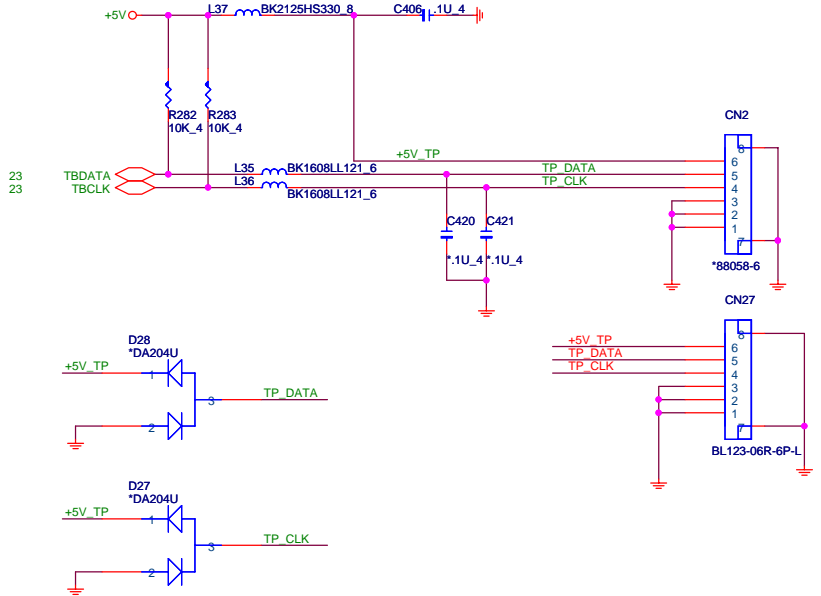 +5V
L37
BK2125HS330_8
C406
.1U_4
R282
10K_4
R283
10K_4
CN2
+5V_TP
23
TBDATA
L35
BK1608LL121_6
TP_DATA
23
TBCLK
L36
BK1608LL121_6
TP_CLK
8
6
5
4
3
2
1
7
*88058-6
C420
*.1U_4
C421
*.1U_4
CN27
+5V_TP
TP_DATA
TP_CLK
8
6
5
4
3
2
1
7
BL123-06R-6P-L
D28
*DA204U
+5V_TP
1
2
3
TP_DATA
D27
*DA204U
+5V_TP
1
2
3
TP_CLK